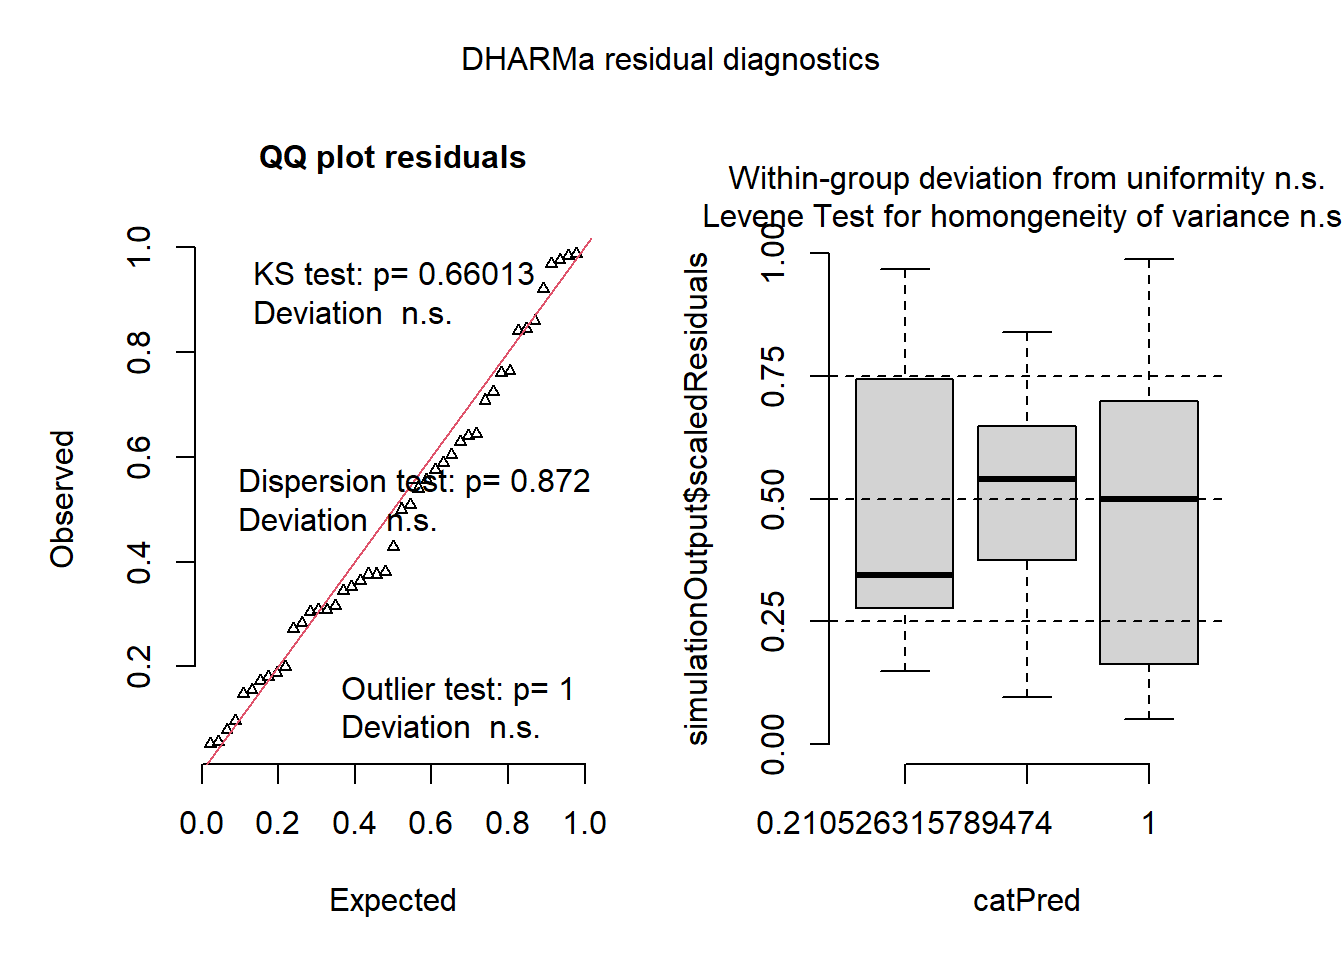 DHARMa residual diagnostics
QQ plot residuals
KS test: p= 0.66013
Deviation  n.s.
Dispersion test: p= 0.872
Deviation  n.s.
Outlier test: p= 1
Deviation  n.s.
Observed
0.2
0.4
0.6
0.8
1.0
0.0 0.2 0.4 0.6 0.8 1.0
Expected
Within-group deviation from uniformity n.s.
Levene Test for homongeneity of variance n.s
simulationOutput$scaledResiduals
0.00
0.25
0.50
0.75
1.00
0.210526315789474 1
catPred